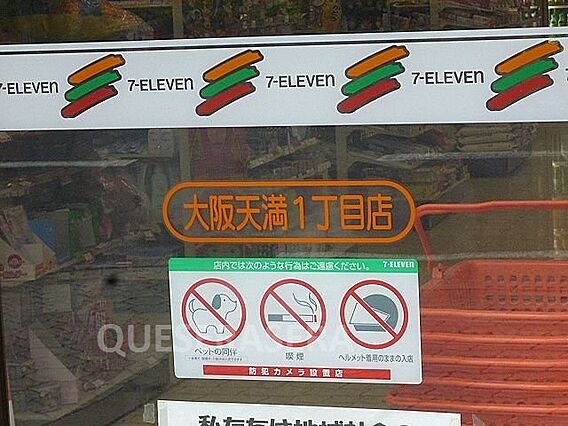 7-ELEVEN 7-ELEVEN 7-ELEVEN 7-ELEVEN
大阪天満1丁目店
店内では次のような行為はご遠慮ください。 7-ELEVEN
ペットの同伴 喫煙 ヘルメット着用のままの入店
防犯カメラ設置店